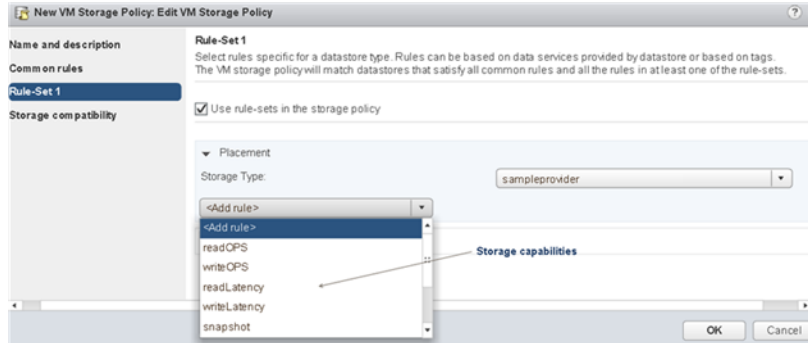 New VM Storage Policy: Edit VM Storage Policy
?
Name and description
Common rules
Rule-Set 1
Storage compatibility
Rule-Set 1
Select rules specific for a datastore type. Rules can be based on data services provided by datastore or based on tags.
The VM storage policy will match datastores that satisfy all common rules and all the rules in at least one of the rule-sets.
Use rule-sets in the storage policy
Placement
Storage Type:
sampleprovider
<Add rule>
<Add rule>
readOPS
writeOPS
readLatency
writeLatency
snapshot
Storage capabilities
OK
Cancel